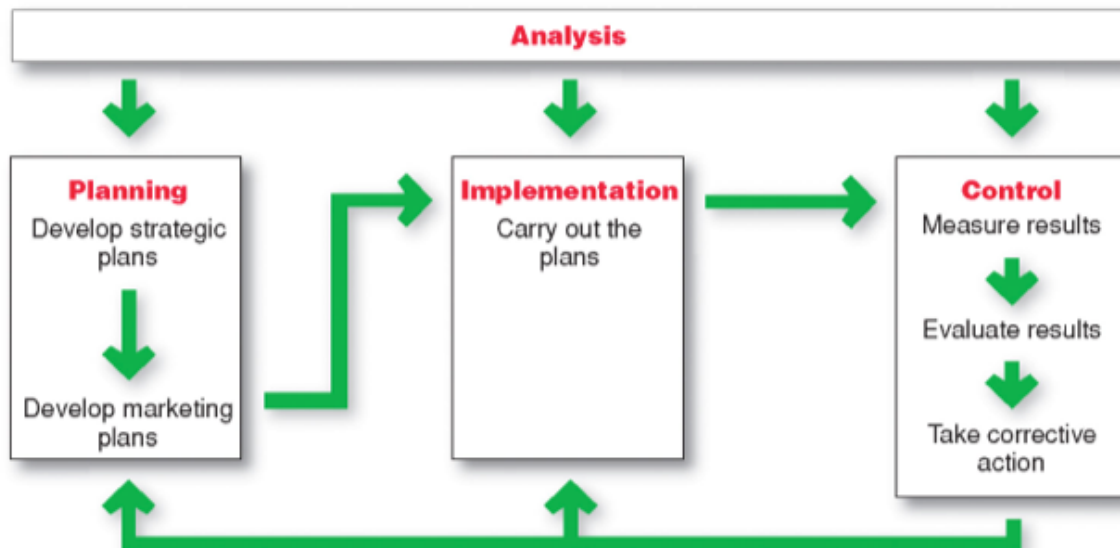 Analysis
Planning
Develop strategic
plans
Develop marketing
plans
Implementation
Carry out the
plans
Control
Measure results
Evaluate results
Take corrective
action